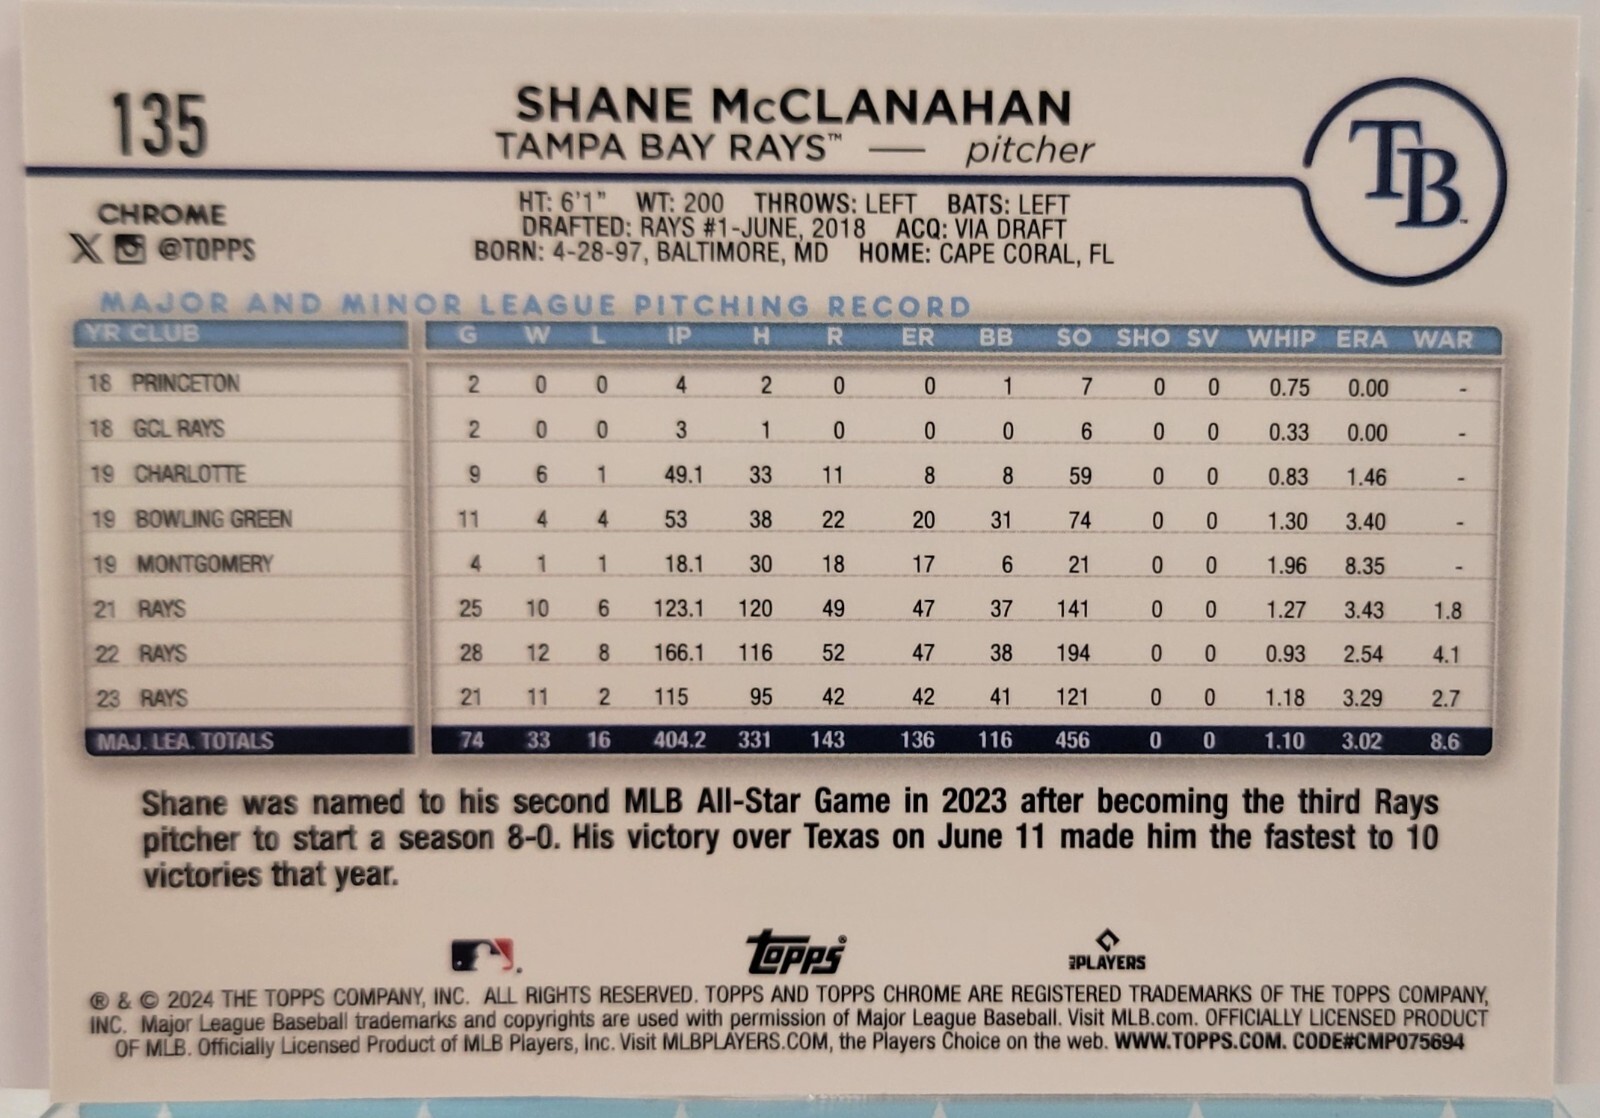 135
SHANE McCLANAHAN
TAMPA BAY RAYS™ — pitcher
TB™
CHROME
X @TOPPS
HT: 6'1" WT: 200 THROWS: LEFT BATS: LEFT
DRAFTED: RAYS #1-JUNE, 2018 ACQ: VIA DRAFT
BORN: 4-28-97, BALTIMORE, MD HOME: CAPE CORAL, FL
MAJOR AND MINOR LEAGUE PITCHING RECORD
YR CLUB G W L IP H R ER BB SO SHO SV WHIP ERA WAR
18 PRINCETON 2 0 0 4 2 0 0 1 7 0 0 0.75 0.00 -
18 GCL RAYS 2 0 0 3 1 0 0 0 6 0 0 0.33 0.00 -
19 CHARLOTTE 9 6 1 49.1 33 11 8 8 59 0 0 0.83 1.46 -
19 BOWLING GREEN 11 4 4 53 38 22 20 31 74 0 0 1.30 3.40 -
19 MONTGOMERY 4 1 1 18.1 30 18 17 6 21 0 0 1.96 8.35 -
21 RAYS 25 10 6 123.1 120 49 47 37 141 0 0 1.27 3.43 1.8
22 RAYS 28 12 8 166.1 116 52 47 38 194 0 0 0.93 2.54 4.1
23 RAYS 21 11 2 115 95 42 42 41 121 0 0 1.18 3.29 2.7
MAJ. LEA. TOTALS 74 33 16 404.2 331 143 136 116 456 0 0 1.10 3.02 8.6
Shane was named to his second MLB All-Star Game in 2023 after becoming the third Rays
pitcher to start a season 8-0. His victory over Texas on June 11 made him the fastest to 10
victories that year.
topps®
MLB PLAYERS
® & © 2024 THE TOPPS COMPANY, INC. ALL RIGHTS RESERVED. TOPPS AND TOPPS CHROME ARE REGISTERED TRADEMARKS OF THE TOPPS COMPANY,
INC. Major League Baseball trademarks and copyrights are used with permission of Major League Baseball. Visit MLB.com. OFFICIALLY LICENSED PRODUCT
OF MLB. Officially Licensed Product of MLB Players, Inc. Visit MLBPLAYERS.COM, the Players Choice on the web. WWW.TOPPS.COM. CODE#CMP075694